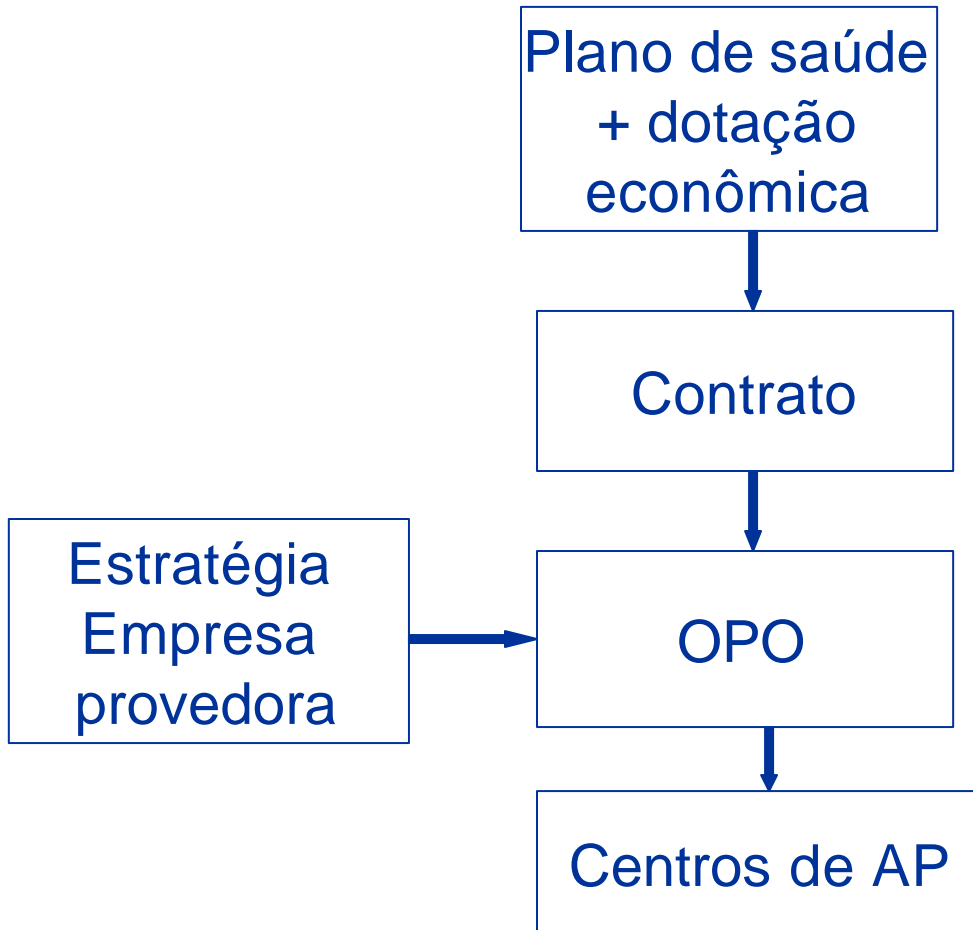 Plano de saúde
+ dotação
econômica
Contrato
Estratégia
Empresa
provedora
OPO
Centros de AP